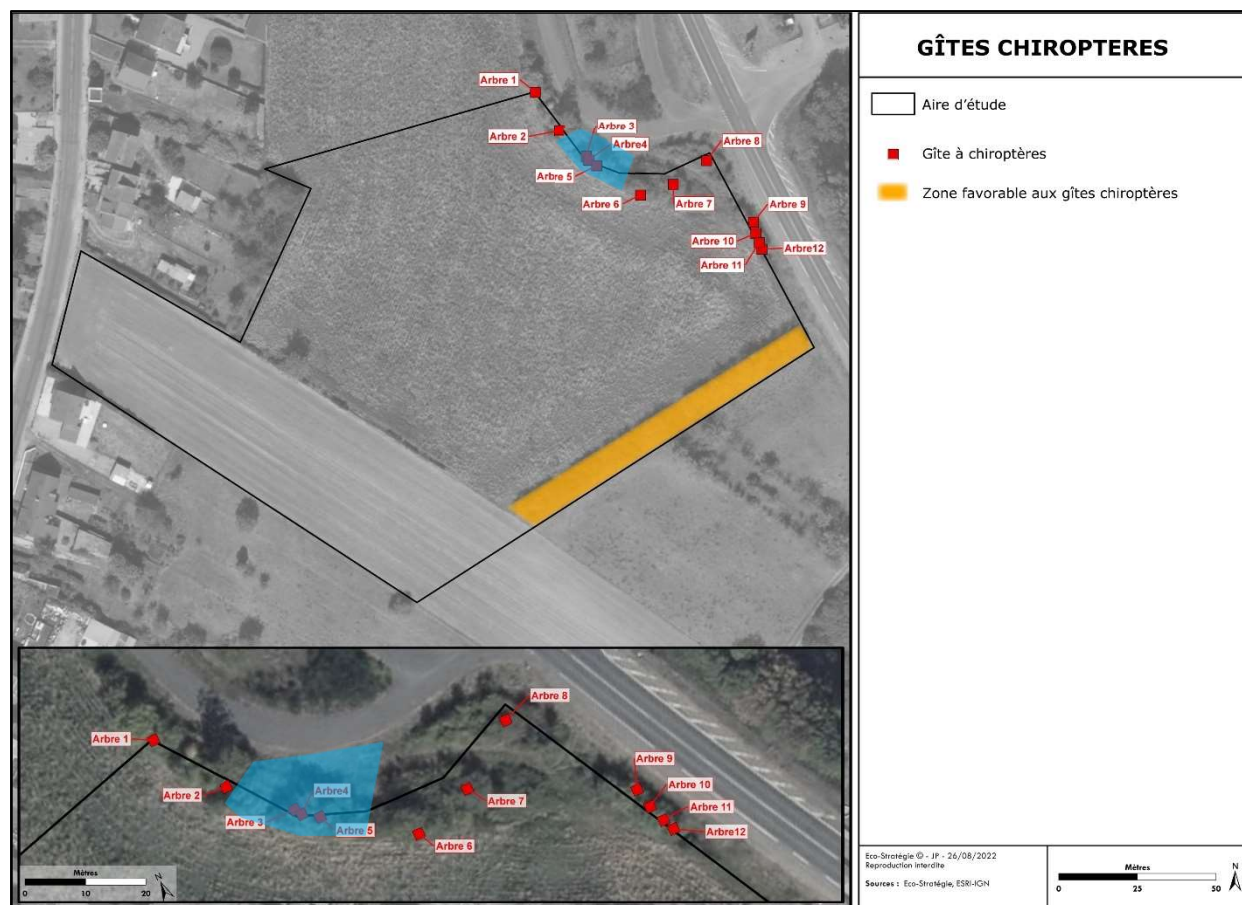 GÎTES CHIROPTERES
Aire d'étude
Gîte à chiroptères
Zone favorable aux gîtes chiroptères
Arbre 1
Arbre 2
Arbre 3
Arbre4
Arbre 5
Arbre 6
Arbre 7
Arbre 8
Arbre 9
Arbre 10
Arbre 11
Arbre12
Arbre 1
Arbre 2
Arbre 3
Arbre4
Arbre 5
Arbre 6
Arbre 7
Arbre 8
Arbre 9
Arbre 10
Arbre 11
Arbre12
Mètres
N
0 10 20
Eco-Stratégie © - JP - 26/08/2022
Reproduction interdite
Sources : Eco-Stratégie, ESRI-IGN
Mètres
N
0 25 50